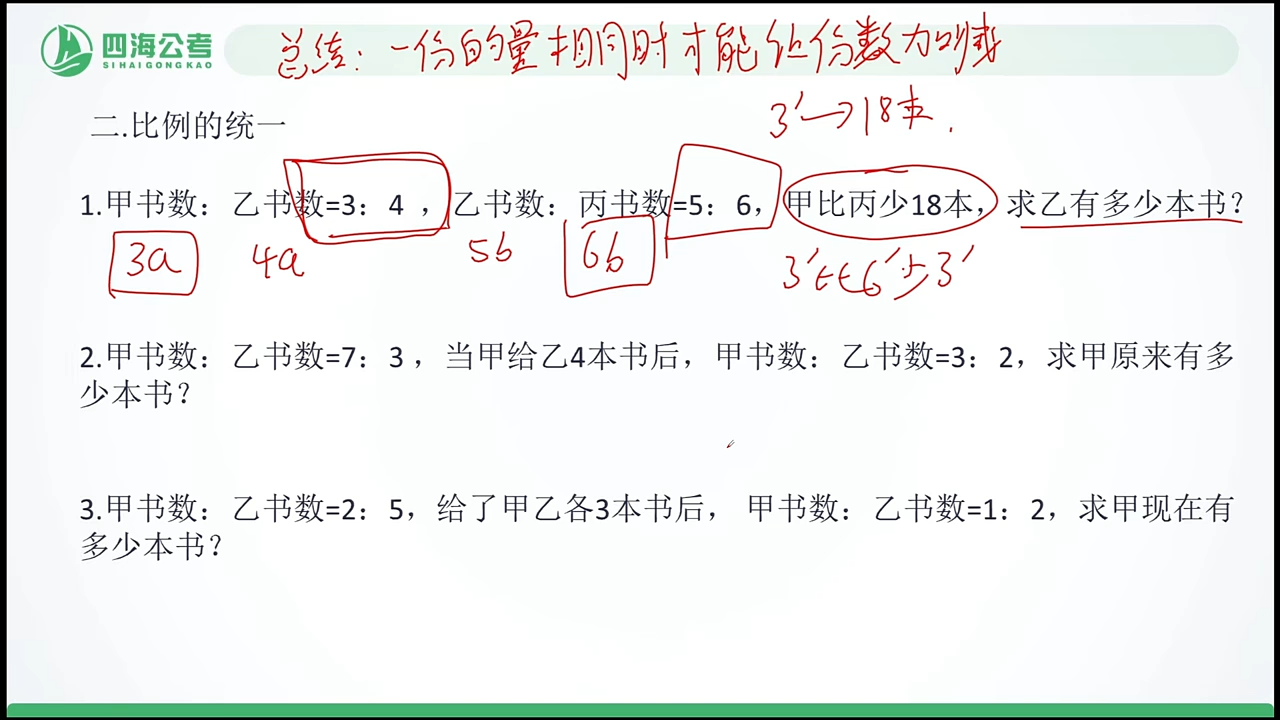 四海公考
SIHAIGONGKAO
总结：一份的量相同时才能让份数加减
二.比例的统一
3′→18本.
1.甲书数：乙书数=3：4 ，乙书数：丙书数=5：6，甲比丙少18本，求乙有多少本书？
3a 4a 5b 6b 3′比6′少3′
2.甲书数：乙书数=7：3 ，当甲给乙4本书后，甲书数：乙书数=3：2，求甲原来有多
少本书？
3.甲书数：乙书数=2：5，给了甲乙各3本书后， 甲书数：乙书数=1：2，求甲现在有
多少本书？